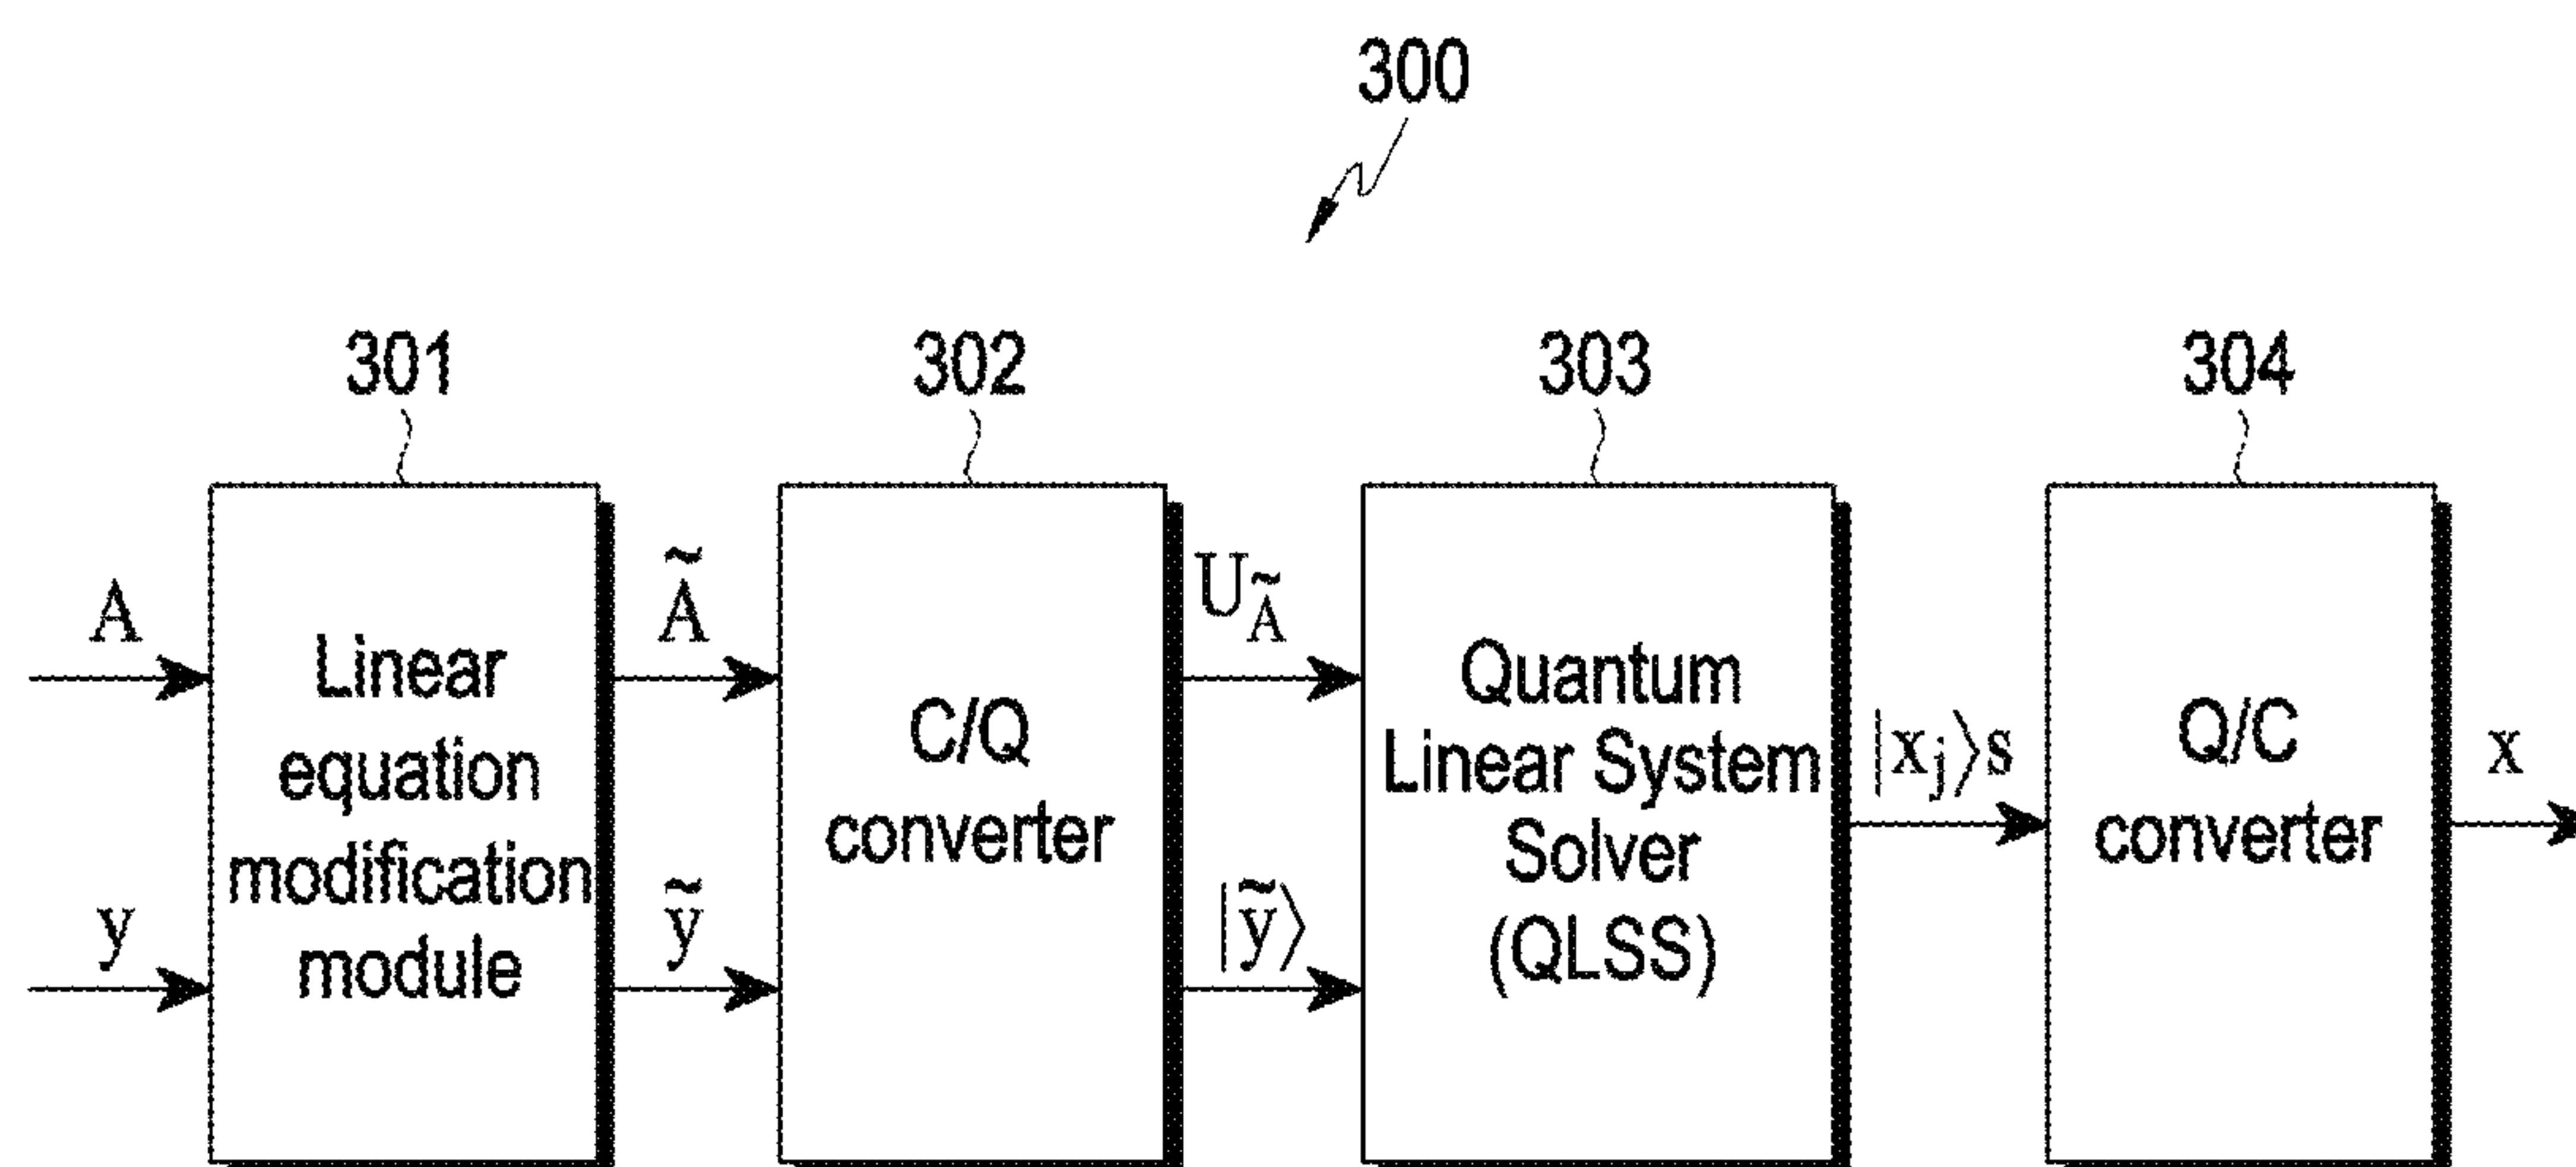 300
301
302
303
304
A
y
Linear
equation
modification
module
Ã
ỹ
C/Q
converter
U_Ã
|ỹ⟩
Quantum
Linear System
Solver
(QLSS)
|x_j⟩s
Q/C
converter
x